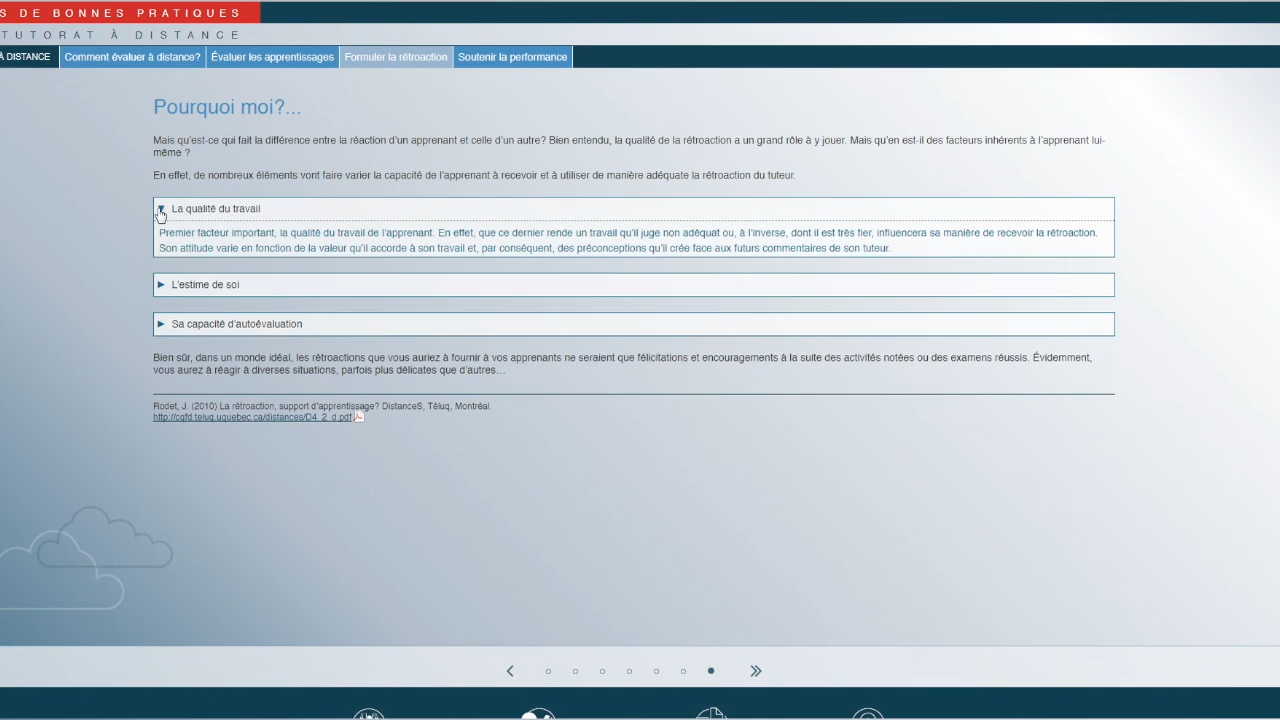 S DE BONNES PRATIQUES
TUTORAT À DISTANCE
À DISTANCE
Comment évaluer à distance?
Évaluer les apprentissages
Formuler la rétroaction
Soutenir la performance
Pourquoi moi?...
Mais qu'est-ce qui fait la différence entre la réaction d'un apprenant et celle d'un autre? Bien entendu, la qualité de la rétroaction a un grand rôle à y jouer. Mais qu'en est-il des facteurs inhérents à l'apprenant lui-
même ?
En effet, de nombreux éléments vont faire varier la capacité de l'apprenant à recevoir et à utiliser de manière adéquate la rétroaction du tuteur.
La qualité du travail
Premier facteur important, la qualité du travail de l'apprenant. En effet, que ce dernier rende un travail qu'il juge non adéquat ou, à l'inverse, dont il est très fier, influencera sa manière de recevoir la rétroaction.
Son attitude varie en fonction de la valeur qu'il accorde à son travail et, par conséquent, des préconceptions qu'il crée face aux futurs commentaires de son tuteur.
L'estime de soi
Sa capacité d'autoévaluation
Bien sûr, dans un monde idéal, les rétroactions que vous auriez à fournir à vos apprenants ne seraient que félicitations et encouragements à la suite des activités notées ou des examens réussis. Évidemment,
vous aurez à réagir à diverses situations, parfois plus délicates que d'autres…
Rodet, J. (2010) La rétroaction, support d'apprentissage? DistanceS, Téluq, Montréal.
http://cqfd.teluq.uquebec.ca/distances/D4_2_d.pdf